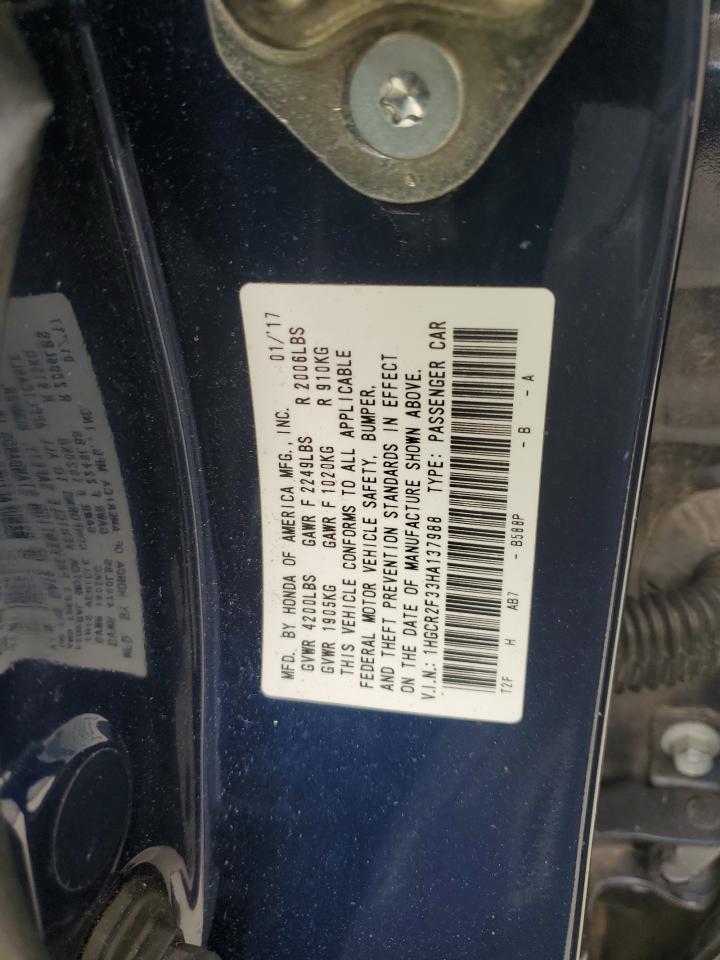 MFD. BY HONDA OF AMERICA MFG., INC. 01/'17
GVWR 4200LBS GAWR F 2249LBS R 2006LBS
GVWR 1905KG GAWR F 1020KG R 910KG
THIS VEHICLE CONFORMS TO ALL APPLICABLE
FEDERAL MOTOR VEHICLE SAFETY, BUMPER,
AND THEFT PREVENTION STANDARDS IN EFFECT
ON THE DATE OF MANUFACTURE SHOWN ABOVE.
V.I.N.: 1HGCR2F33HA137988 TYPE: PASSENGER CAR
T2F H AB7 - B588P - B - A